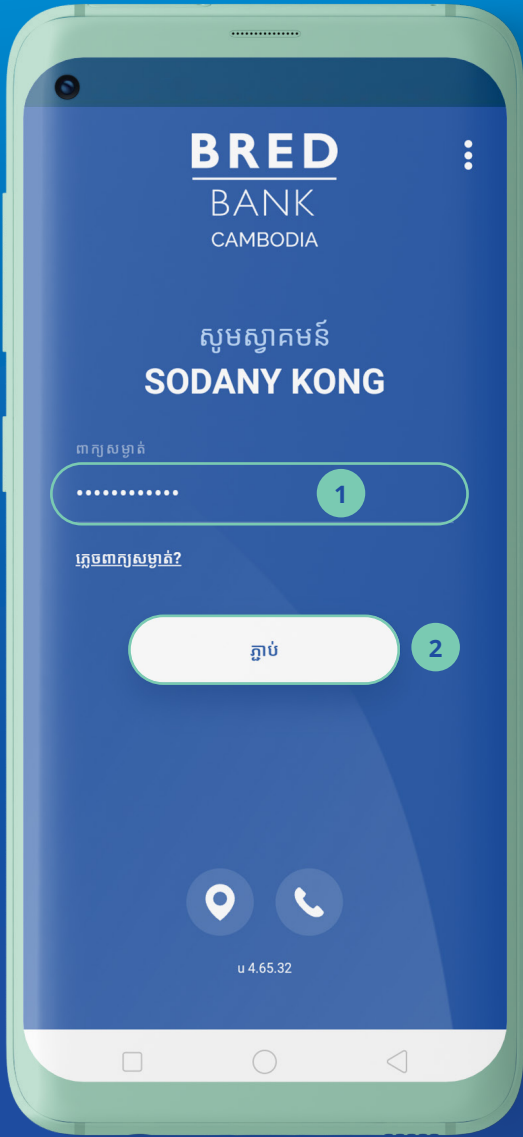 BRED
BANK
CAMBODIA
សូមស្វាគមន៍
SODANY KONG
ពាក្យសម្ងាត់
•••••••••••• 1
ភ្លេចពាក្យសម្ងាត់?
ភ្ជាប់ 2
u 4.65.32